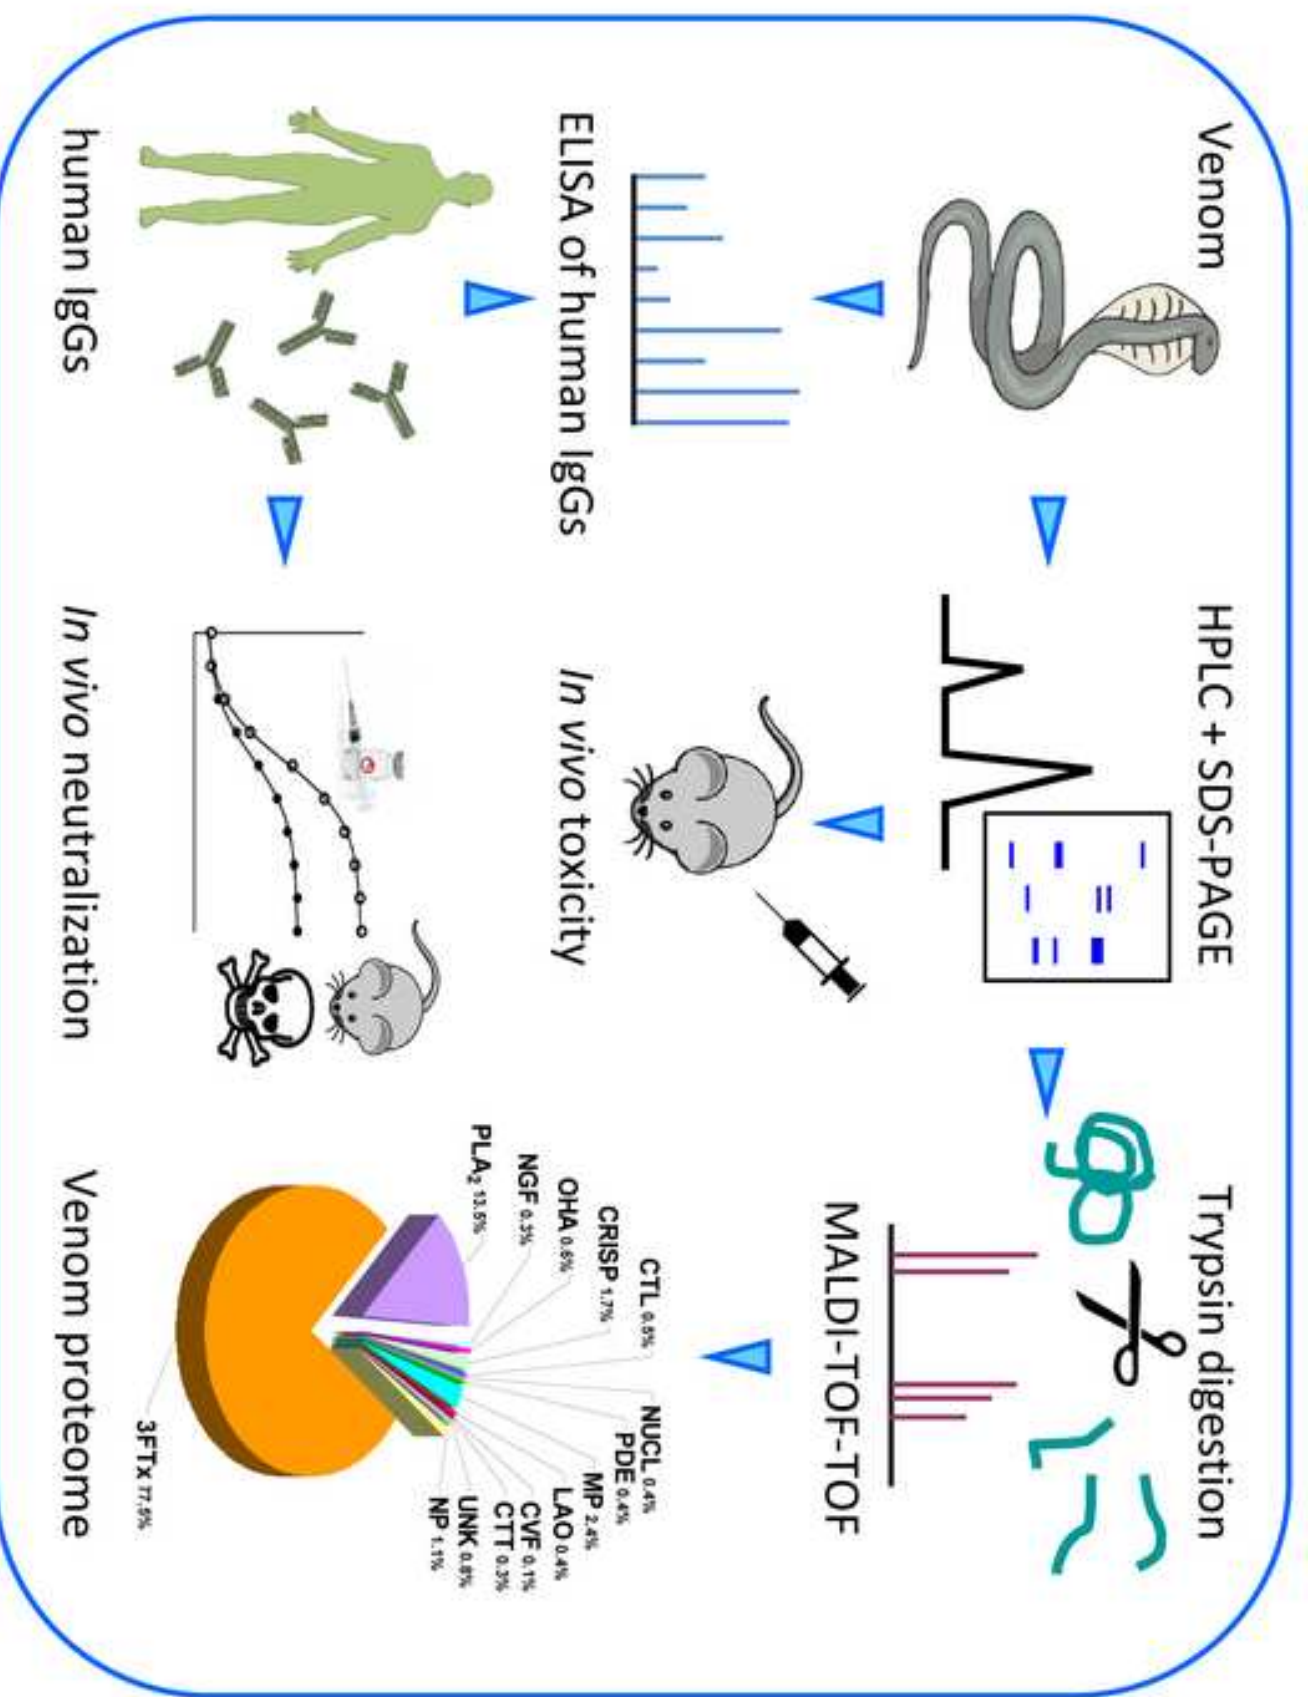 Venom
HPLC + SDS-PAGE
Trypsin digestion
ELISA of human IgGs
In vivo toxicity
MALDI-TOF-TOF
CTL 0.5%
CRISP 1.7%
OHA 0.6%
NGF 0.3%
PLA₂ 13.5%
NUCL 0.4%
PDE 0.4%
MP 2.4%
LAO 0.4%
CVF 0.1%
CTT 0.3%
UNK 0.8%
NP 1.1%
3FTx 77.5%
human IgGs
In vivo neutralization
Venom proteome